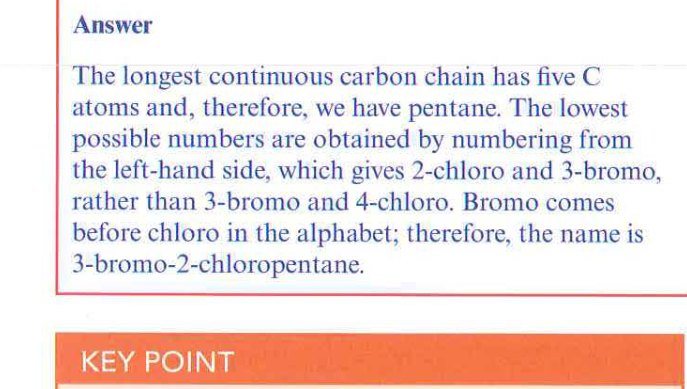 Answer
The longest continuous carbon chain has five C
atoms and, therefore, we have pentane. The lowest
possible numbers are obtained by numbering from
the left-hand side, which gives 2-chloro and 3-bromo,
rather than 3-bromo and 4-chloro. Bromo comes
before chloro in the alphabet; therefore, the name is
3-bromo-2-chloropentane.
KEY POINT